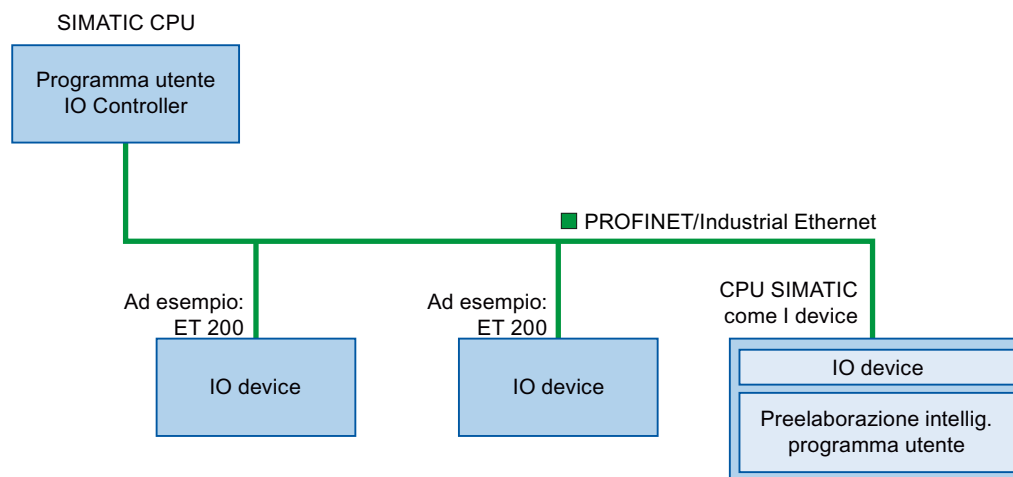 SIMATIC CPU
Programma utente
IO Controller
PROFINET/Industrial Ethernet
Ad esempio:
ET 200
IO device
Ad esempio:
ET 200
IO device
CPU SIMATIC
come I device
IO device
Preelaborazione intellig.
programma utente